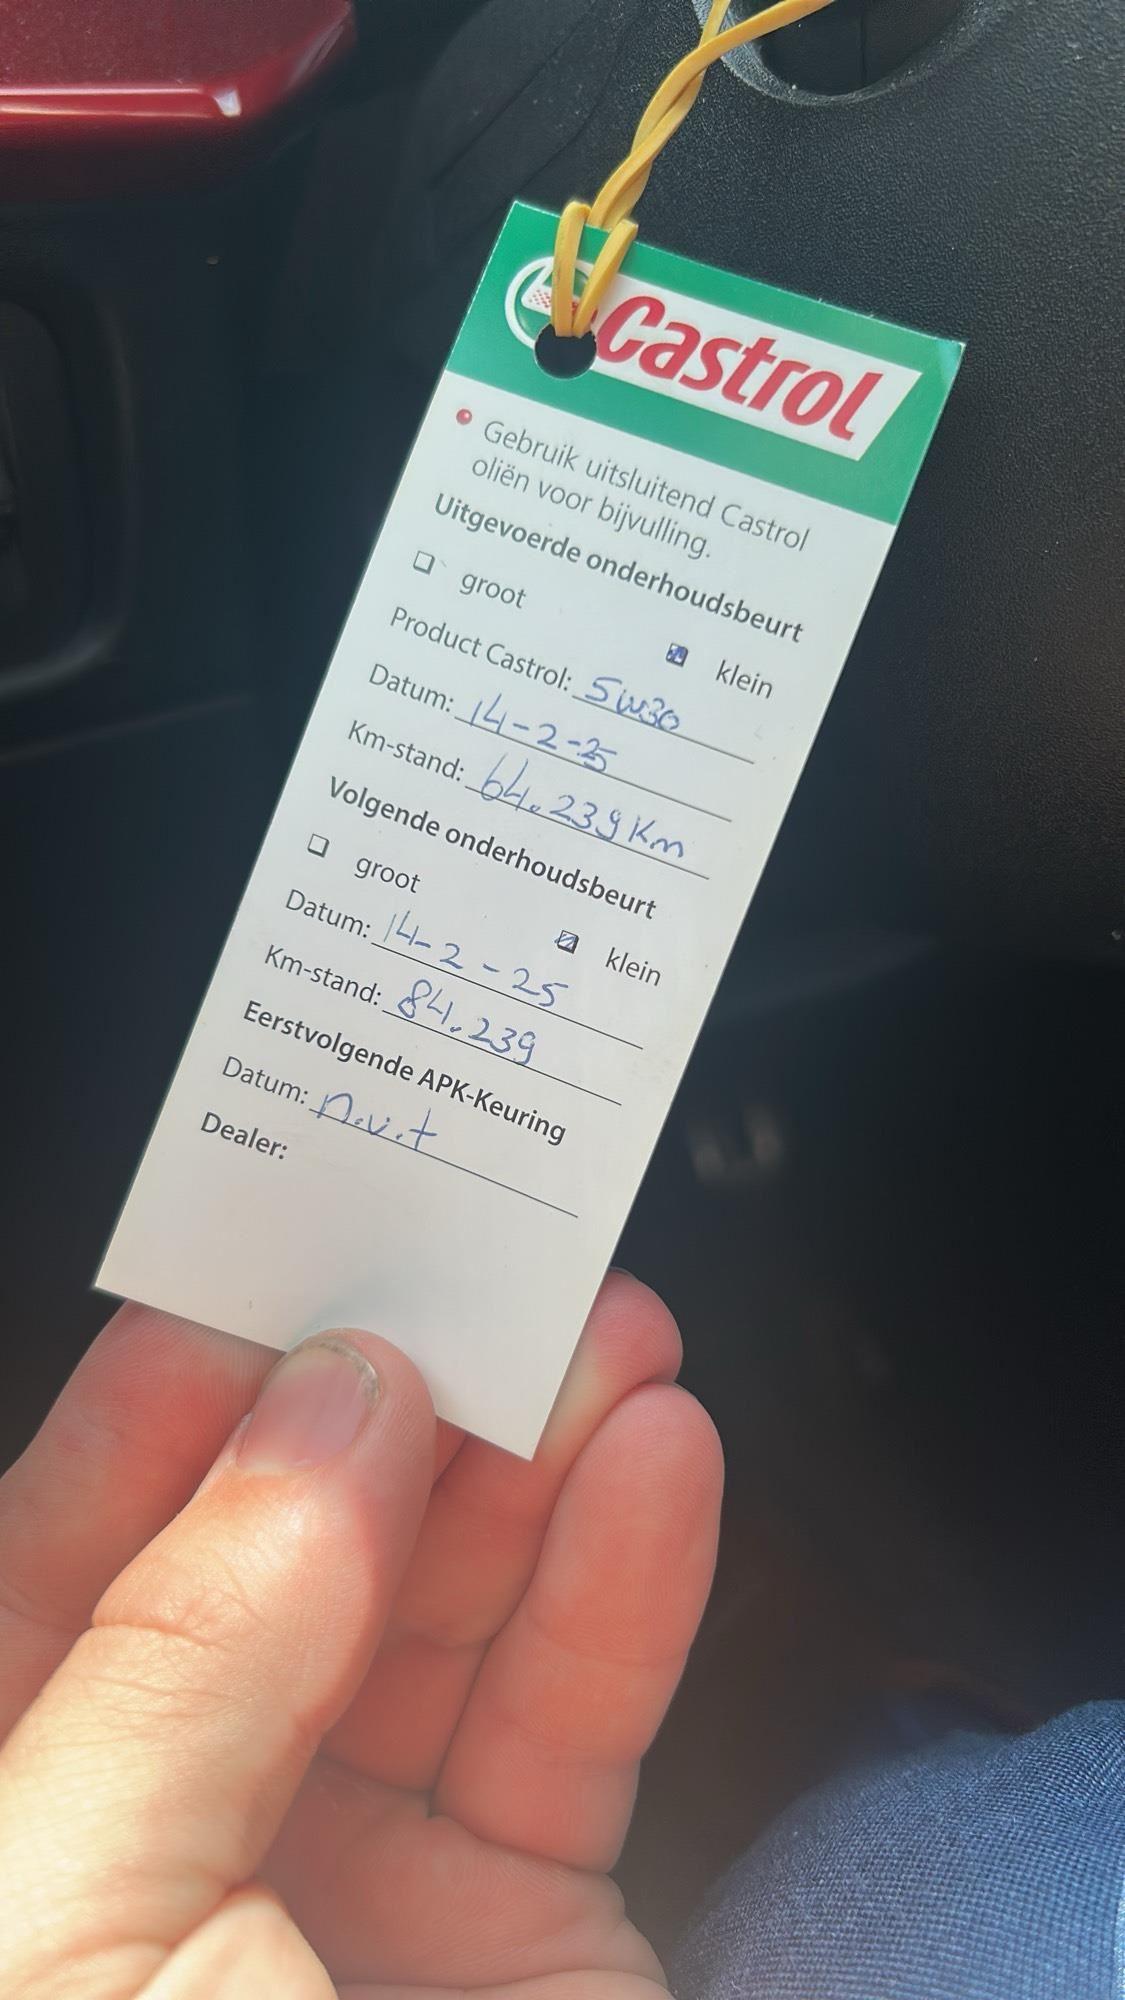 Castrol
Gebruik uitsluitend Castrol
oliën voor bijvulling.
Uitgevoerde onderhoudsbeurt
groot klein
Product Castrol: 5W30
Datum: 14-2-25
Km-stand: 64.239 Km
Volgende onderhoudsbeurt
groot klein
Datum: 14-2-25
Km-stand: 84.239
Eerstvolgende APK-Keuring
Datum: n.v.t
Dealer: